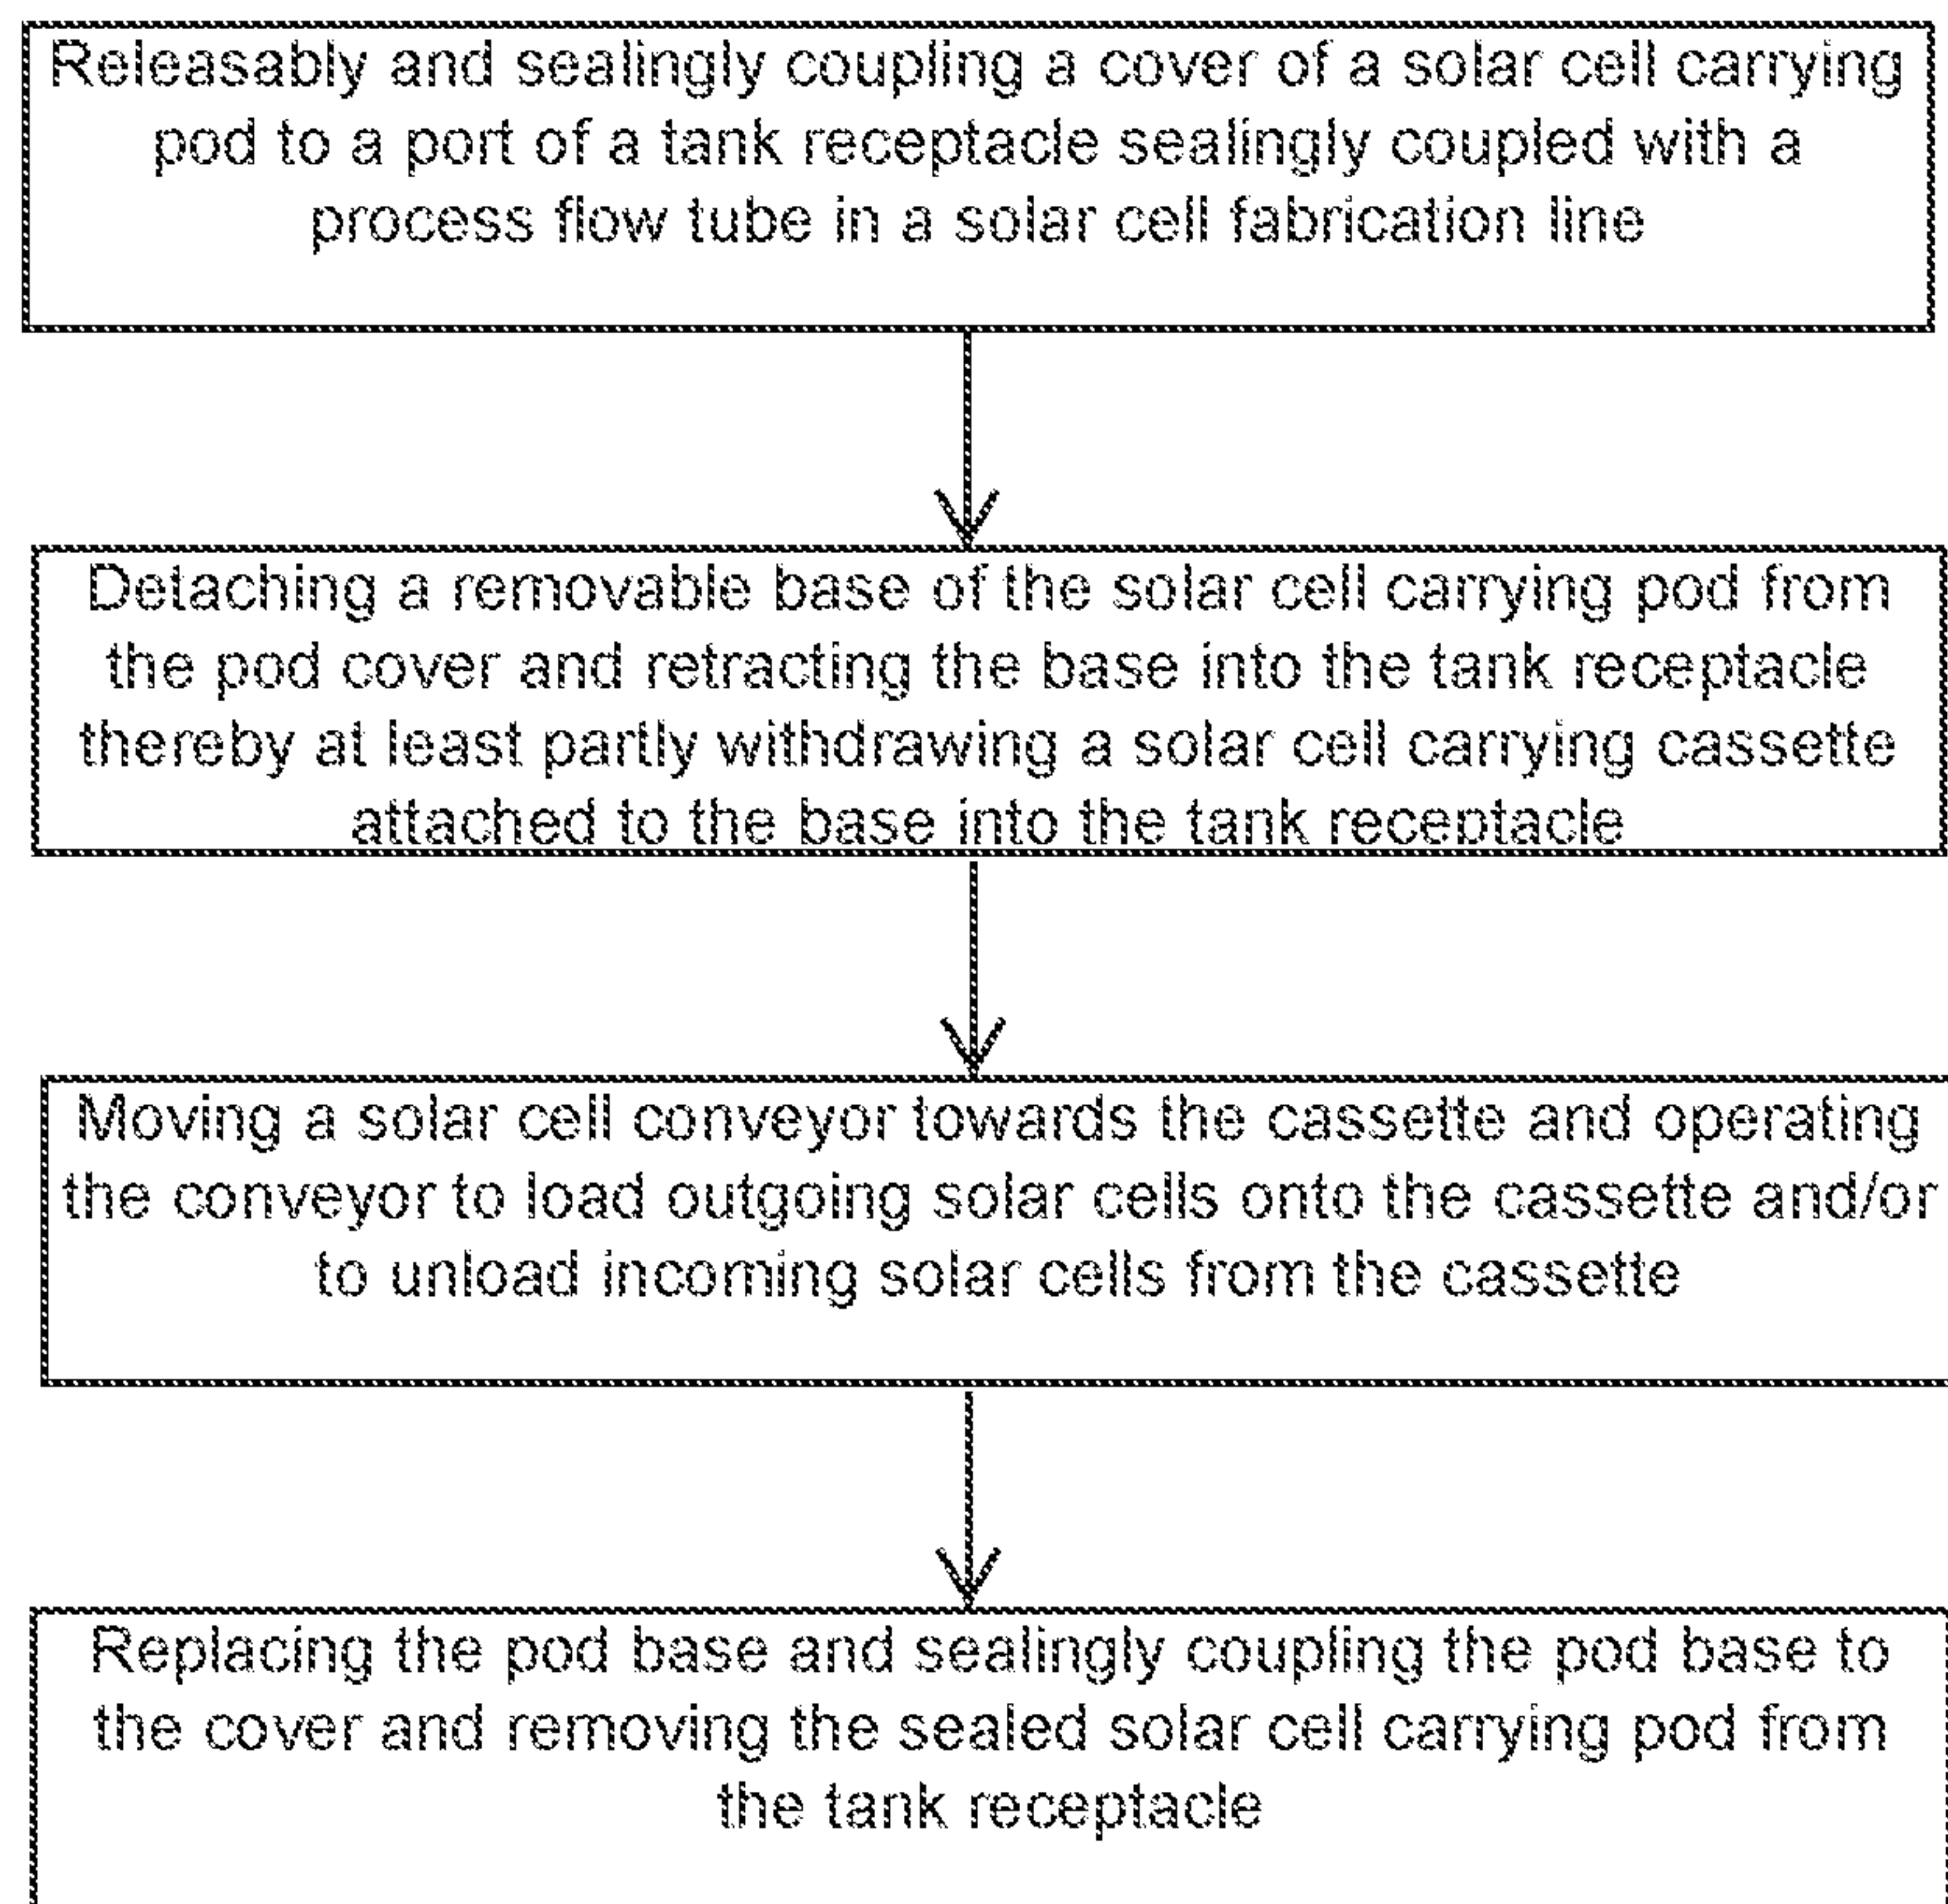 Releasably and sealingly coupling a cover of a solar cell carrying
pod to a port of a tank receptacle sealingly coupled with a
process flow tube in a solar cell fabrication line
Detaching a removable base of the solar cell carrying pod from
the pod cover and retracting the base into the tank receptacle
thereby at least partly withdrawing a solar cell carrying cassette
attached to the base into the tank receptacle
Moving a solar cell conveyor towards the cassette and operating
the conveyor to load outgoing solar cells onto the cassette and/or
to unload incoming solar cells from the cassette
Replacing the pod base and sealingly coupling the pod base to
the cover and removing the sealed solar cell carrying pod from
the tank receptacle